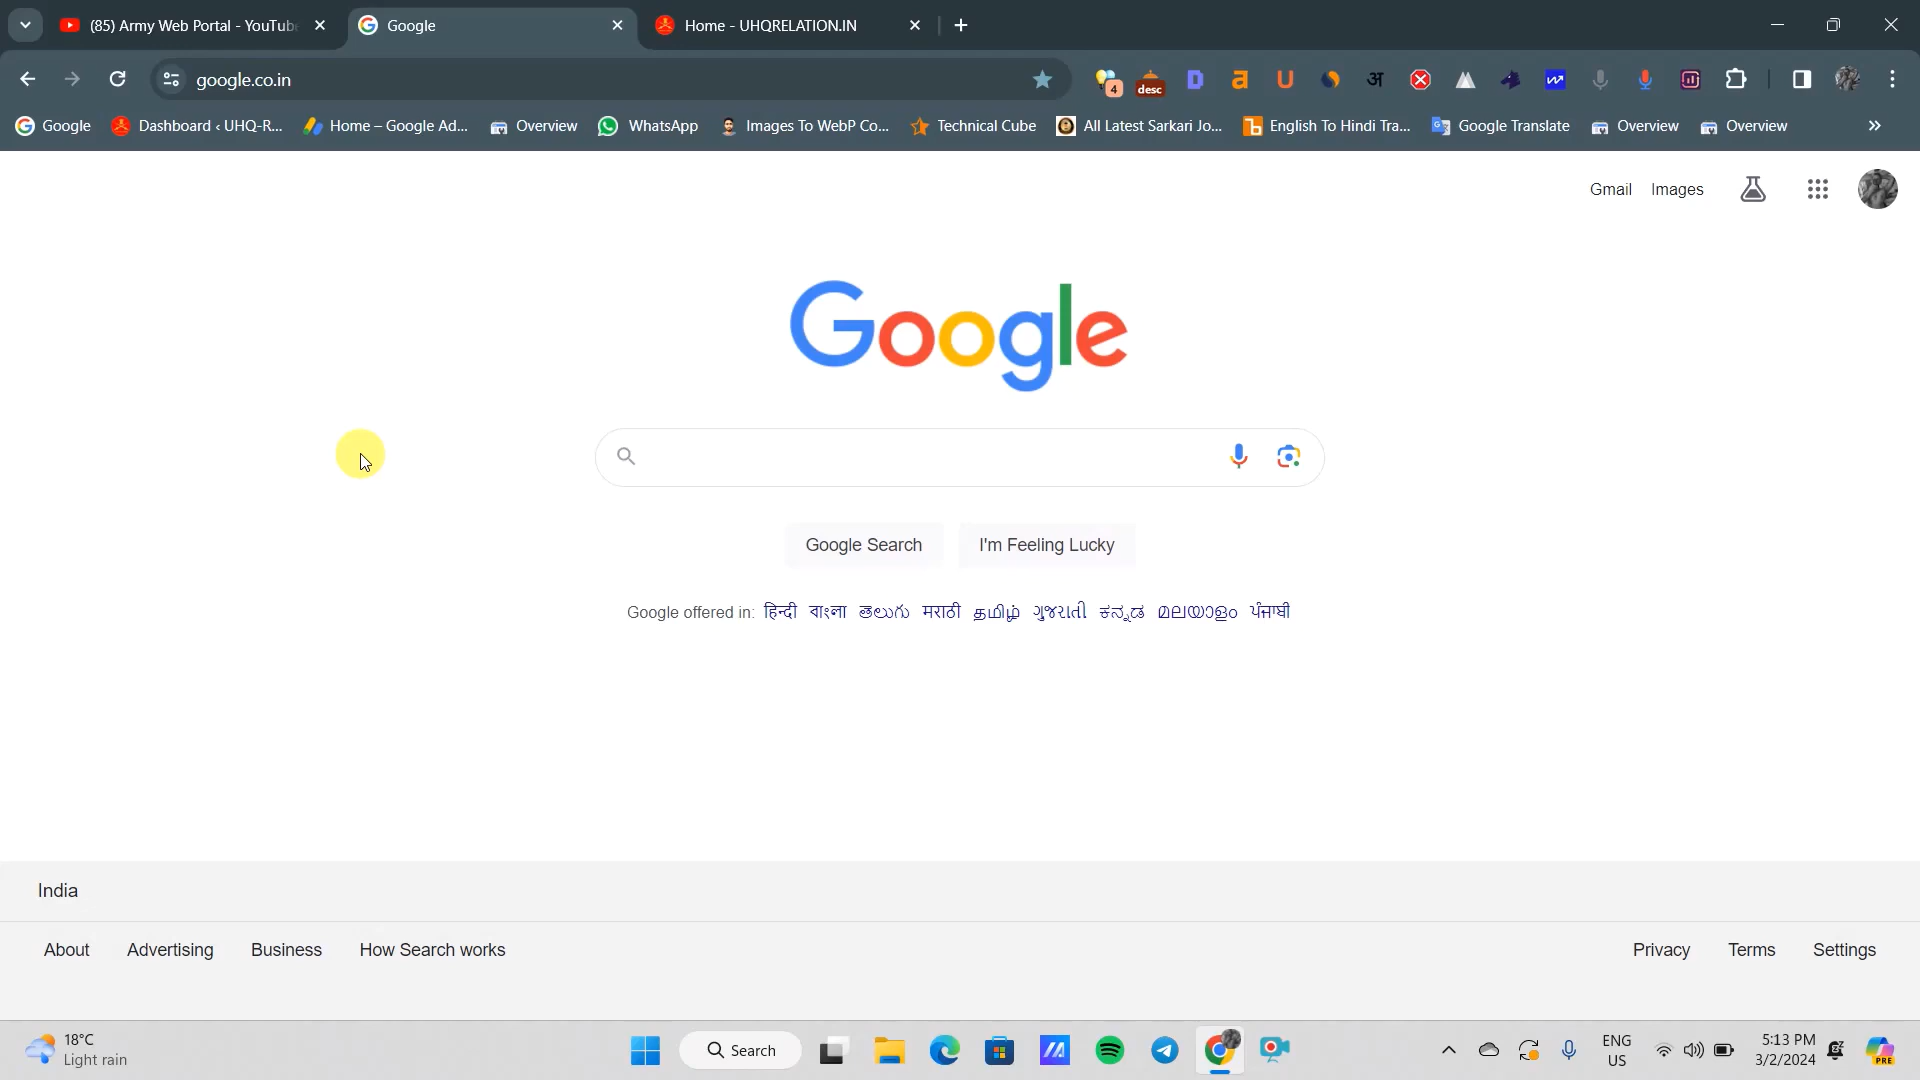 (85) Army Web Portal - YouTube
Google
Home - UHQRELATION.IN
google.co.in
4
desc
D
a
U
अ
Google
Dashboard ‹ UHQ-R...
Home – Google Ad...
Overview
WhatsApp
Images To WebP Co...
Technical Cube
All Latest Sarkari Jo...
English To Hindi Tra...
Google Translate
Overview
Overview
Gmail
Images
Google
Google Search
I'm Feeling Lucky
Google offered in: हिन्दी বাংলা తెలుగు मराठी தமிழ் ગુજરાતી ಕನ್ನಡ മലയാളം ਪੰਜਾਬੀ
India
About
Advertising
Business
How Search works
Privacy
Terms
Settings
18°C
Light rain
Search
ENG
US
5:13 PM
3/2/2024
PRE